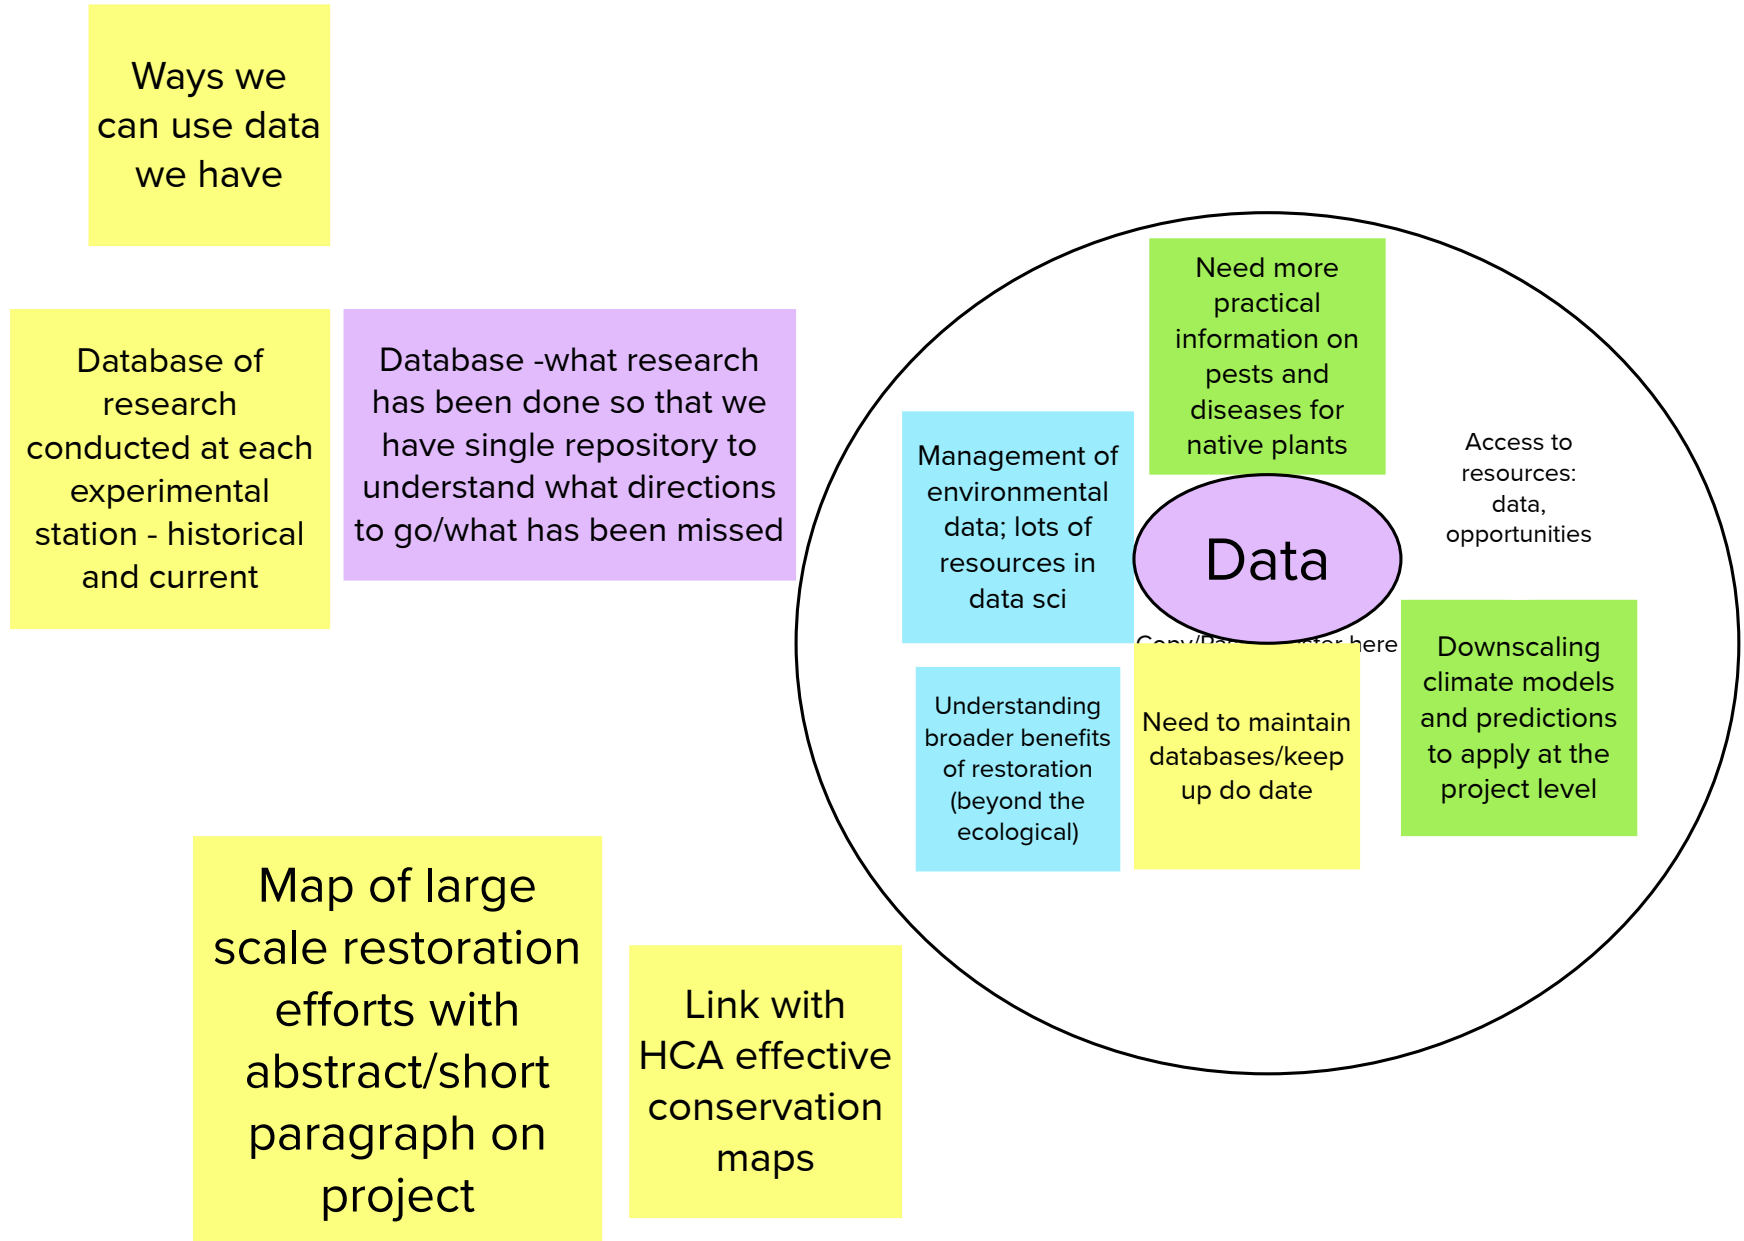 Ways we
can use data
we have
Database of
research
conducted at each
experimental
station - historical
and current
Database -what research
has been done so that we
have single repository to
understand what directions
to go/what has been missed
Need more
practical
information on
pests and
diseases for
native plants
Management of
environmental
data; lots of
resources in
data sci
Access to
resources:
data,
opportunities
Data
here
Understanding
broader benefits
of restoration
(beyond the
ecological)
Need to maintain
databases/keep
up do date
Downscaling
climate models
and predictions
to apply at the
project level
Map of large
scale restoration
efforts with
abstract/short
paragraph on
project
Link with
HCA effective
conservation
maps